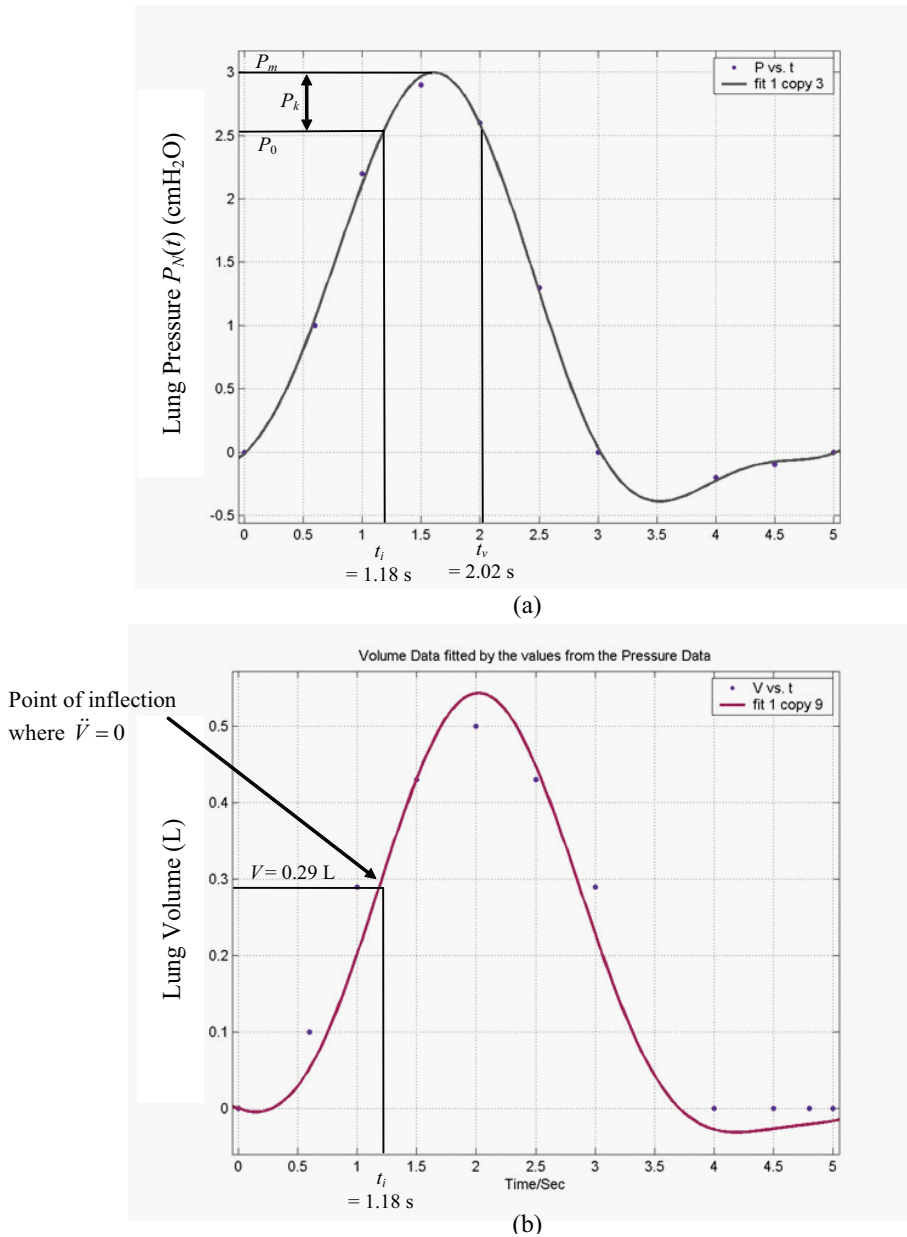 P_m
P_k
P_0
3
2.5
2
1.5
1
0.5
0
-0.5
P vs. t
fit 1 copy 3
Lung Pressure P_N(t) (cmH₂O)
0 0.5 1 1.5 2 2.5 3 3.5 4 4.5 5
t_i t_v
= 1.18 s = 2.02 s
(a)
Volume Data fitted by the values from the Pressure Data
V vs. t
fit 1 copy 9
Point of inflection
where V̈ = 0
0.5
0.4
0.3
0.2
0.1
0
V = 0.29 L
Lung Volume (L)
0 0.5 1 1.5 2 2.5 3 3.5 4 4.5 5
Time/Sec
t_i
= 1.18 s
(b)